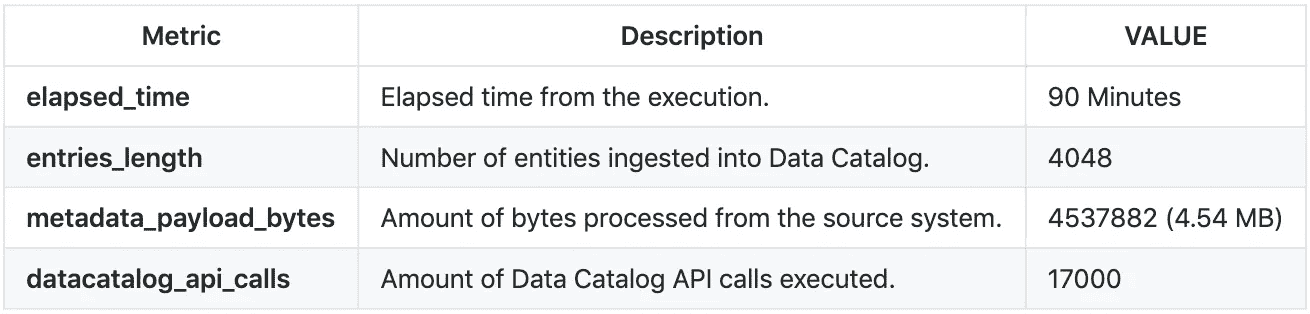 Metric Description VALUE
elapsed_time Elapsed time from the execution. 90 Minutes
entries_length Number of entities ingested into Data Catalog. 4048
metadata_payload_bytes Amount of bytes processed from the source system. 4537882 (4.54 MB)
datacatalog_api_calls Amount of Data Catalog API calls executed. 17000